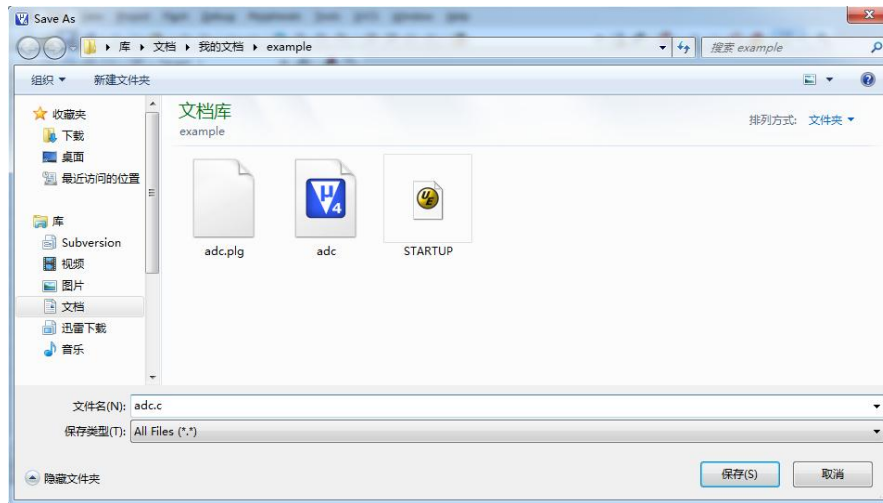 Save As
库 ▸ 文档 ▸ 我的文档 ▸ example
搜索 example
组织 ▼ 新建文件夹
收藏夹
下载
桌面
最近访问的位置
库
Subversion
视频
图片
文档
迅雷下载
音乐
文档库
example
排列方式: 文件夹 ▼
adc.plg
adc
STARTUP
文件名(N): adc.c
保存类型(T): All Files (*.*)
隐藏文件夹
保存(S)
取消